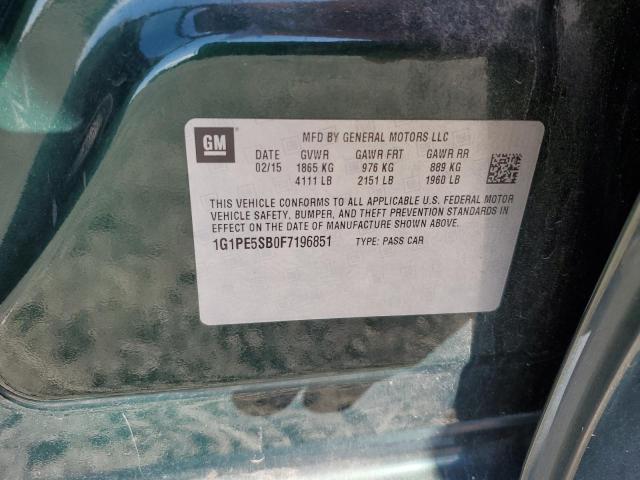 GM
MFD BY GENERAL MOTORS LLC
DATE GVWR GAWR FRT GAWR RR
02/15 1865 KG 976 KG 889 KG
4111 LB 2151 LB 1960 LB
THIS VEHICLE CONFORMS TO ALL APPLICABLE U.S. FEDERAL MOTOR
VEHICLE SAFETY, BUMPER, AND THEFT PREVENTION STANDARDS IN
EFFECT ON THE DATE OF MANUFACTURE SHOWN ABOVE.
1G1PE5SB0F7196851 TYPE: PASS CAR